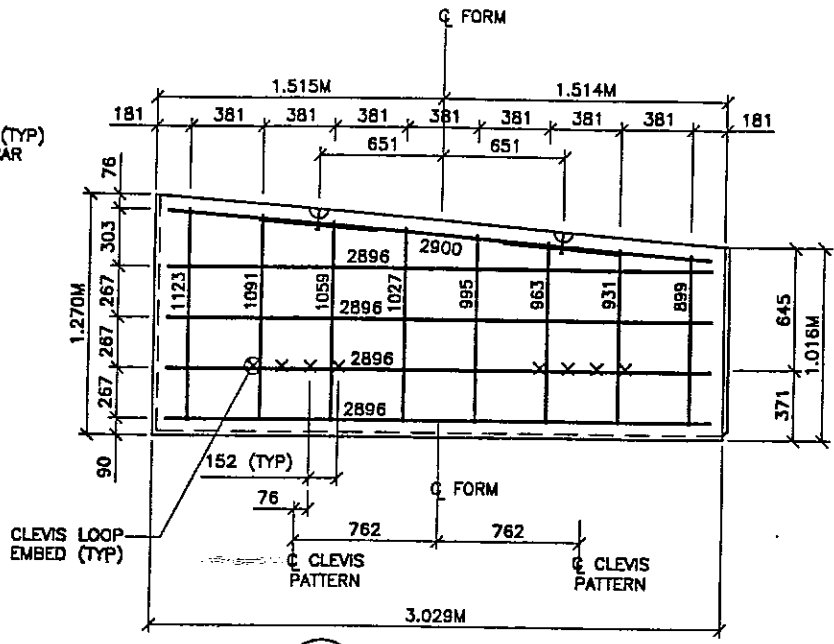 ℄ FORM
1.515M
1.514M
(TYP)
AR
181
381
381
381
381
381
381
381
181
651
651
76
303
267
267
267
90
1.270M
2900
2896
2896
2896
2896
1123
1091
1059
1027
995
963
931
899
645
371
1.016M
152 (TYP)
76
℄ FORM
762
762
CLEVIS LOOP
EMBED (TYP)
℄ CLEVIS
PATTERN
℄ CLEVIS
PATTERN
3.029M